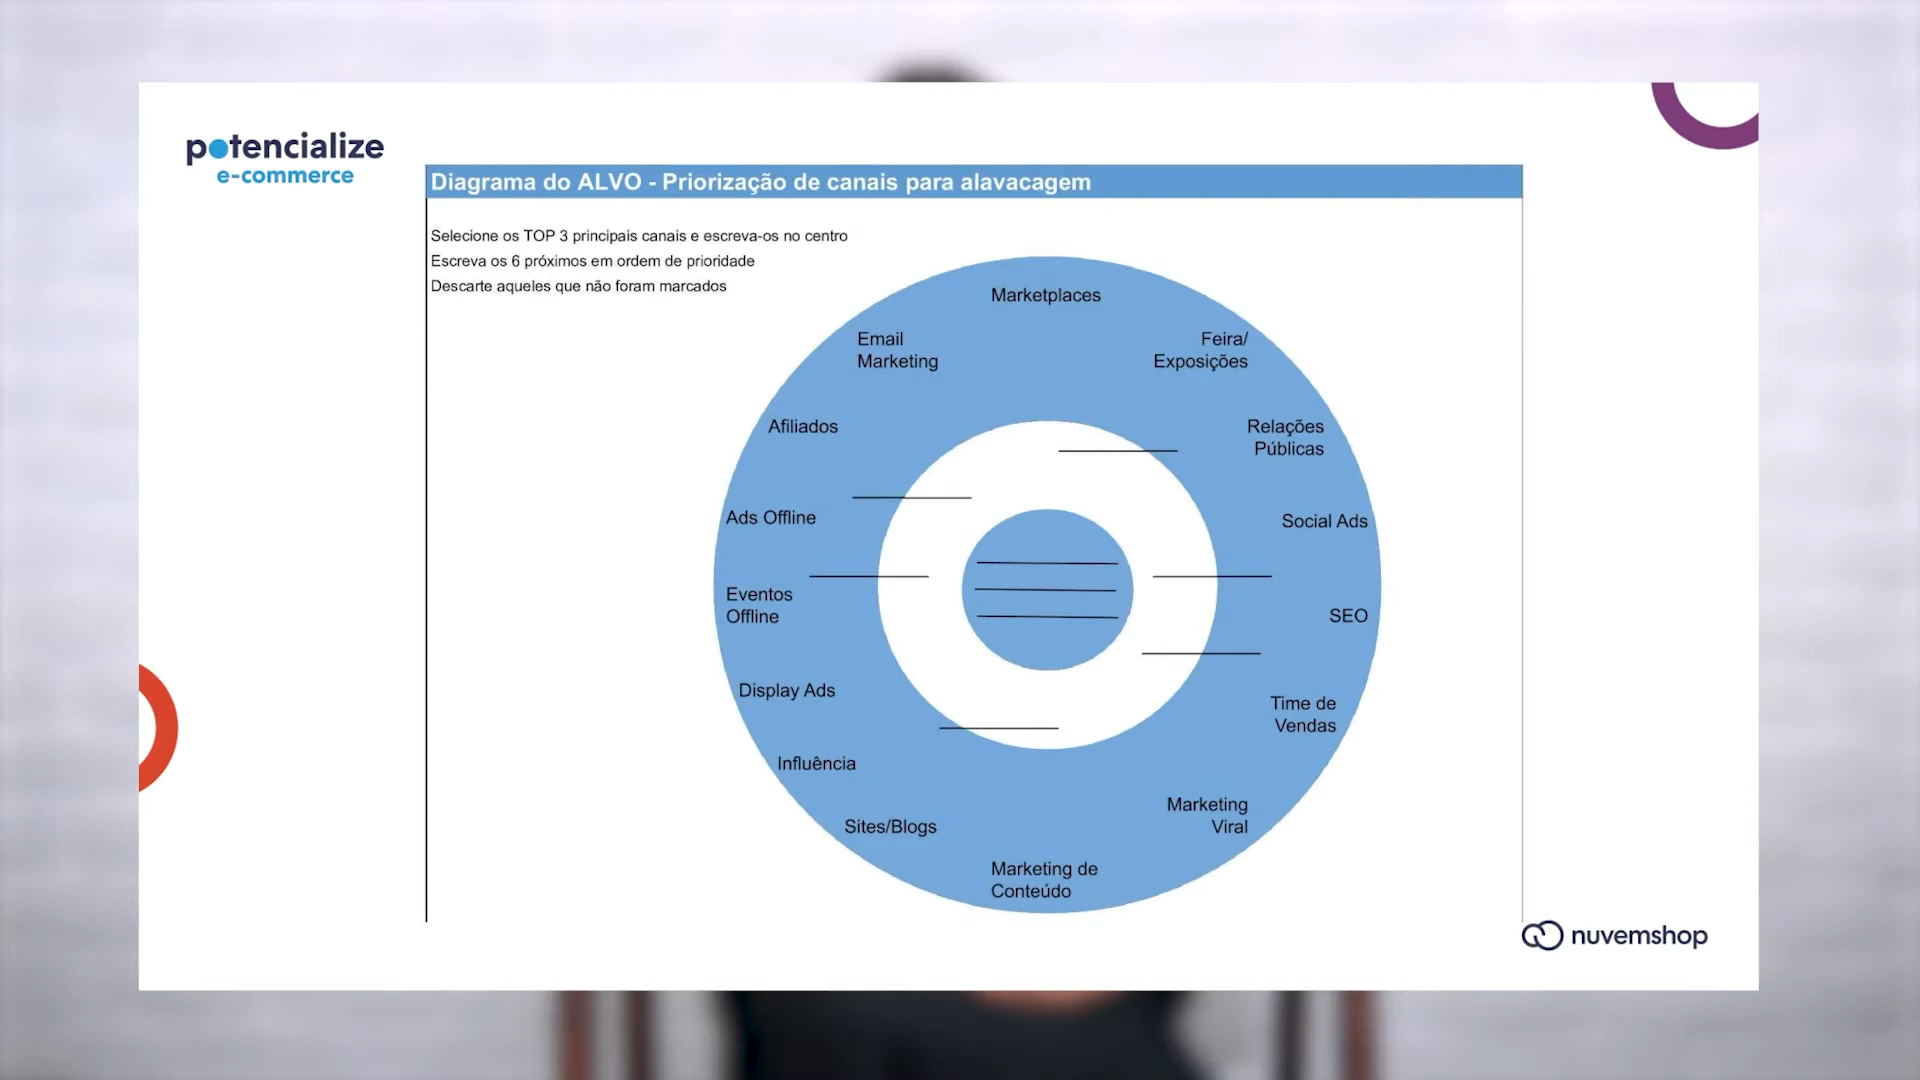 potencialize
e-commerce
Diagrama do ALVO - Priorização de canais para alavacagem
Selecione os TOP 3 principais canais e escreva-os no centro
Escreva os 6 próximos em ordem de prioridade
Descarte aqueles que não foram marcados
Marketplaces
Email
Marketing
Feira/
Exposições
Afiliados
Relações
Públicas
Ads Offline
Social Ads
Eventos
Offline
SEO
Display Ads
Time de
Vendas
Influência
Marketing
Viral
Sites/Blogs
Marketing de
Conteúdo
nuvemshop